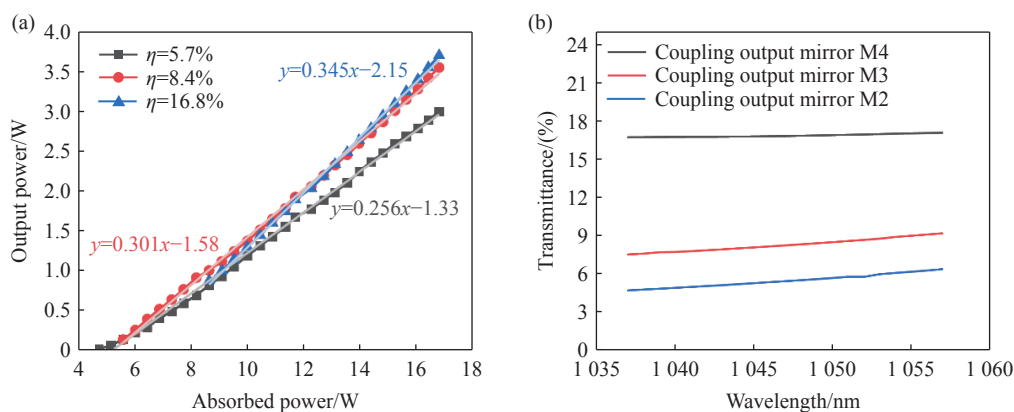 (a)
4.0
3.5
3.0
2.5
2.0
1.5
1.0
0.5
0
Output power/W
η=5.7%
η=8.4%
η=16.8%
y=0.345x−2.15
y=0.256x−1.33
y=0.301x−1.58
4 6 8 10 12 14 16 18
Absorbed power/W
(b)
24
21
18
15
12
9
6
3
0
Transmittance/(%)
Coupling output mirror M4
Coupling output mirror M3
Coupling output mirror M2
1 035 1 040 1 045 1 050 1 055 1 060
Wavelength/nm